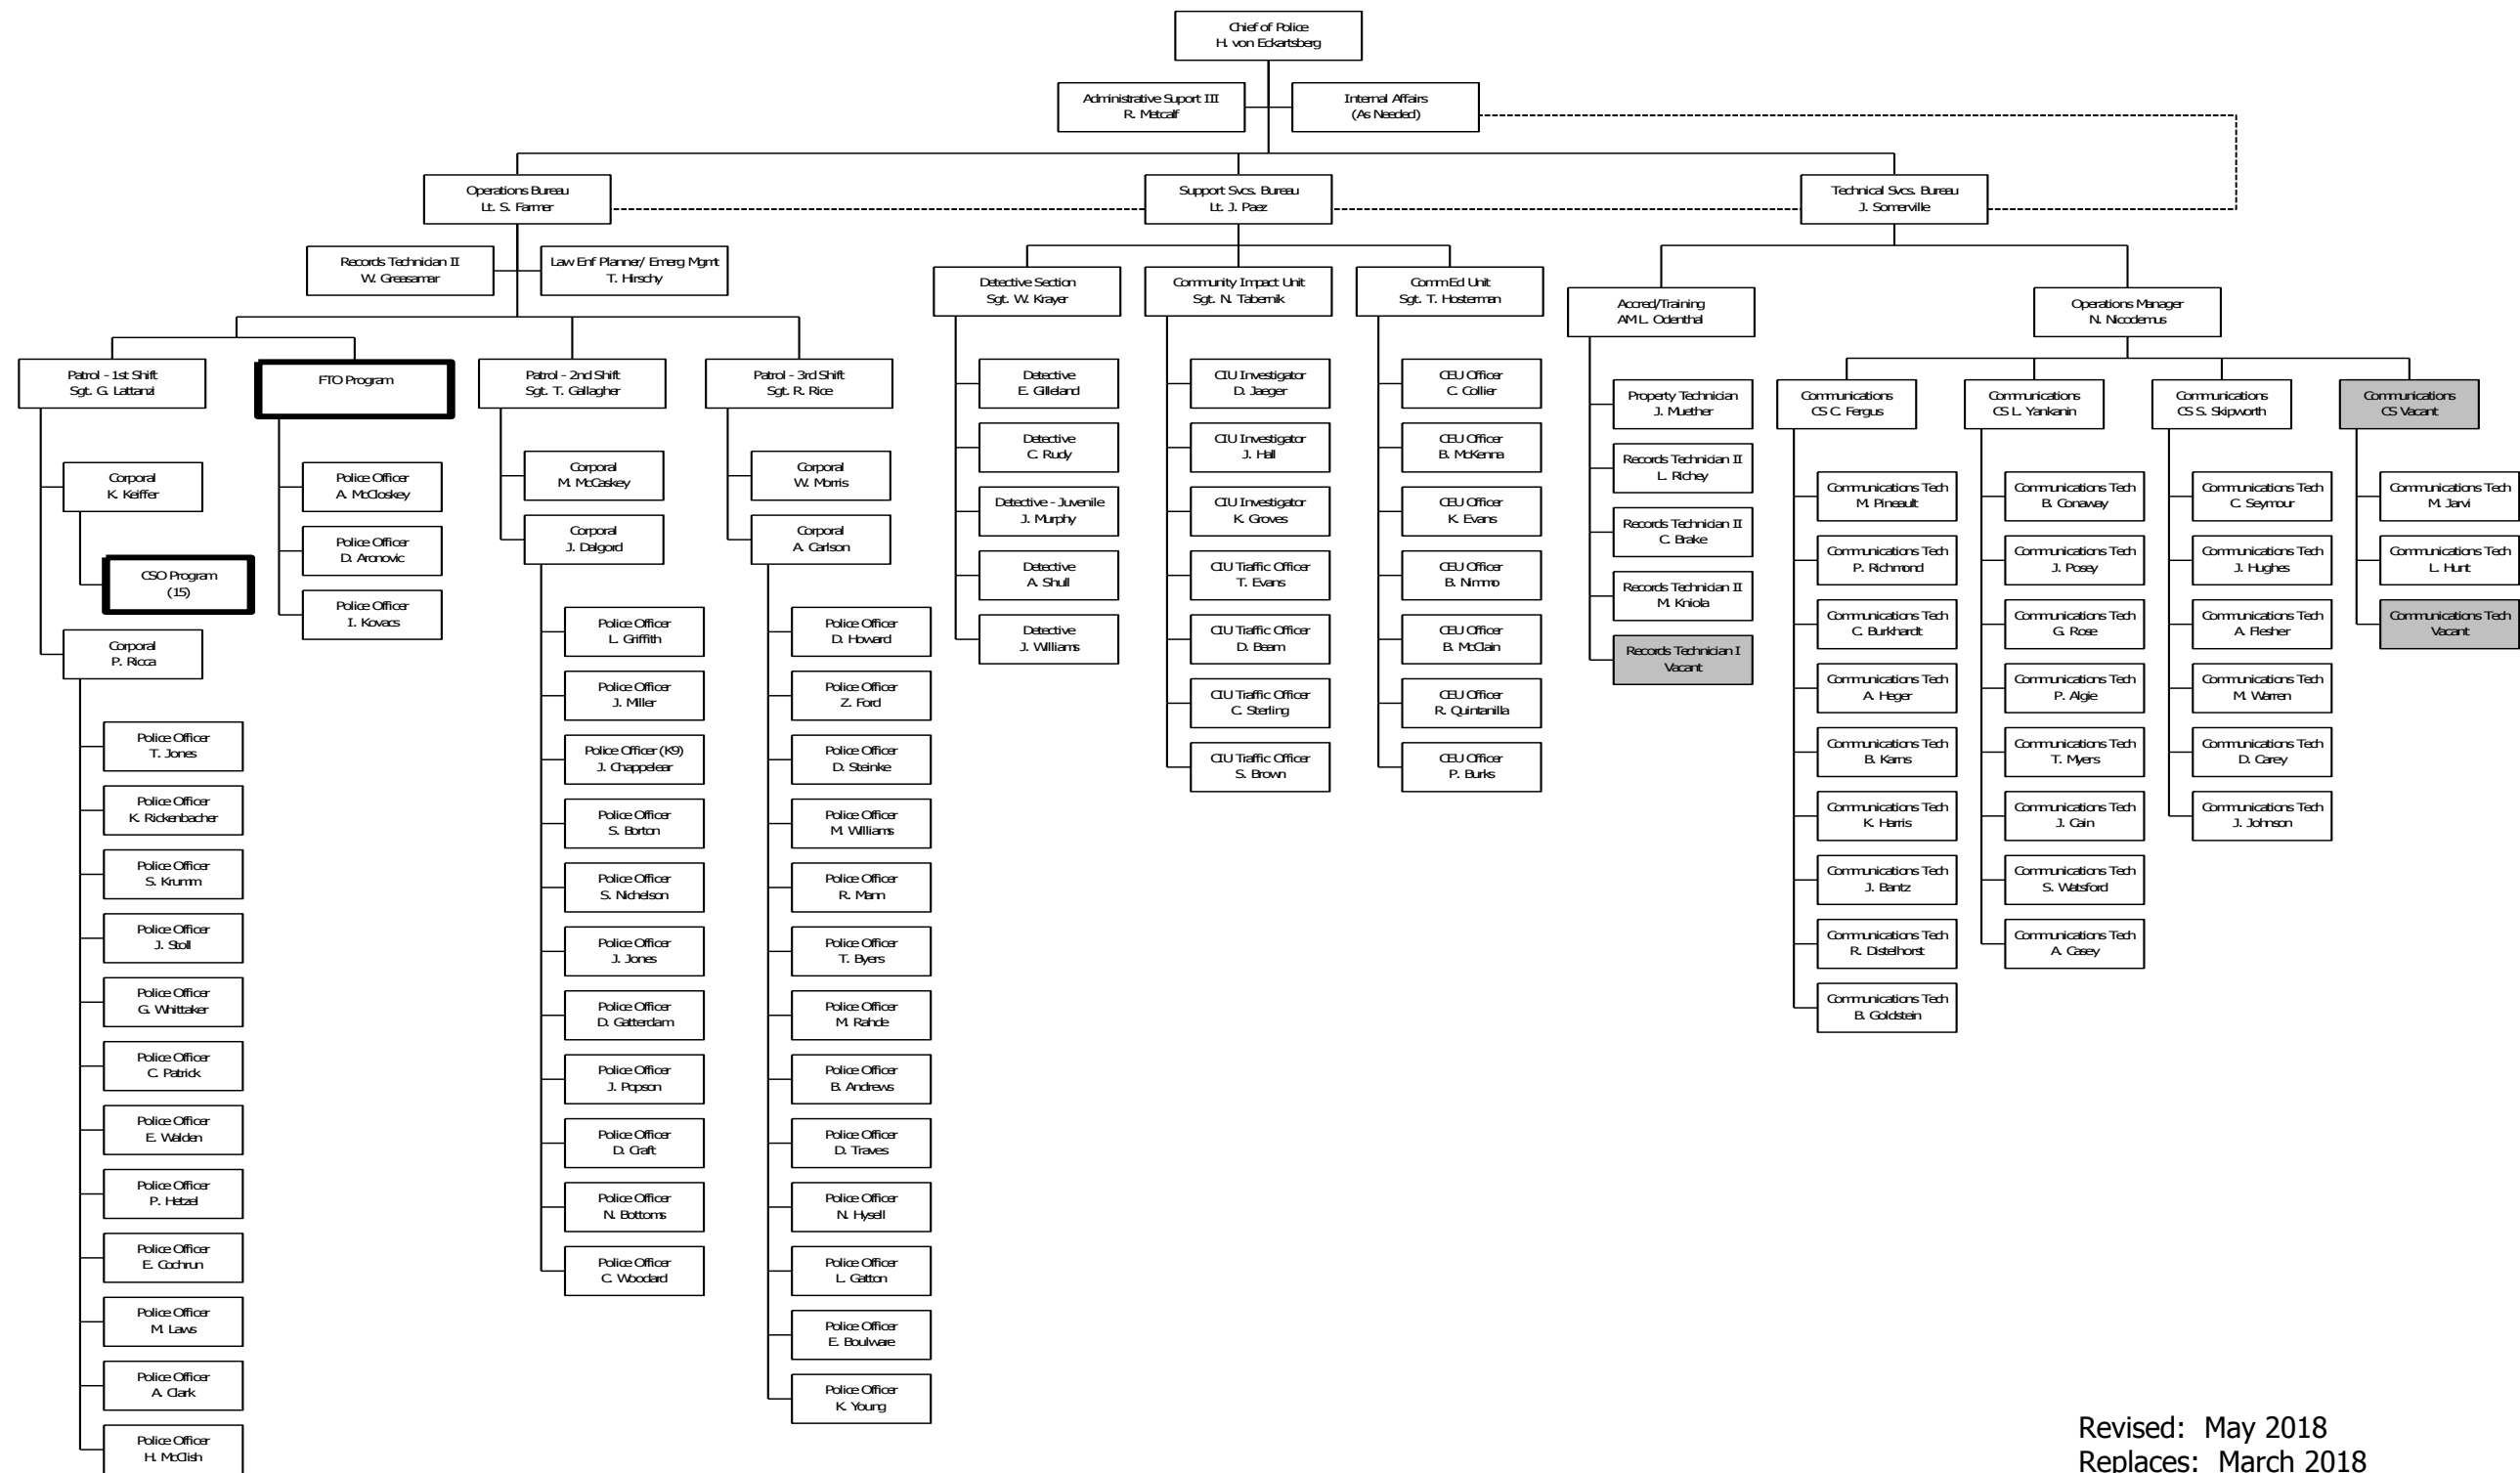 Chief of Police
H. von Eckartsberg
Administrative Suport III
R. Metcalf
Internal Affairs
(As Needed)
Operations Bureau
Lt. S. Farmer
Support Svcs. Bureau
Lt. J. Paez
Technical Svcs. Bureau
J. Somerville
Records Technician II
W. Greasamar
Law Enf Planner/ Emerg Mgmt
T. Hirschy
Patrol - 1st Shift
Sgt. G. Lattanzi
FTO Program
Patrol - 2nd Shift
Sgt. T. Gallagher
Patrol - 3rd Shift
Sgt. R. Rice
Corporal
K. Keiffer
CSO Program
(15)
Corporal
P. Ricca
Police Officer
T. Jones
Police Officer
K. Rickenbacher
Police Officer
S. Krumm
Police Officer
J. Stoll
Police Officer
G. Whittaker
Police Officer
C. Patrick
Police Officer
E. Walden
Police Officer
P. Hetzel
Police Officer
E. Cochrun
Police Officer
M. Laws
Police Officer
A. Clark
Police Officer
H. McClish
Police Officer
A. McCloskey
Police Officer
D. Aronovic
Police Officer
I. Kovacs
Corporal
M. McCaskey
Corporal
J. Dalgord
Police Officer
L. Griffith
Police Officer
J. Miller
Police Officer (K9)
J. Chappelear
Police Officer
S. Borton
Police Officer
S. Nichelson
Police Officer
J. Jones
Police Officer
D. Gatterdam
Police Officer
J. Popson
Police Officer
D. Craft
Police Officer
N. Bottoms
Police Officer
C. Woodard
Corporal
W. Morris
Corporal
A. Carlson
Police Officer
D. Howard
Police Officer
Z. Ford
Police Officer
D. Steinke
Police Officer
M. Williams
Police Officer
R. Mann
Police Officer
T. Byers
Police Officer
M. Rahde
Police Officer
B. Andrews
Police Officer
D. Traves
Police Officer
N. Hysell
Police Officer
L. Gatton
Police Officer
E. Boulware
Police Officer
K. Young
Detective Section
Sgt. W. Krayer
Detective
E. Gilleland
Detective
C. Rudy
Detective - Juvenile
J. Murphy
Detective
A. Shull
Detective
J. Williams
Community Impact Unit
Sgt. N. Tabernik
CIU Investigator
D. Jaeger
CIU Investigator
J. Hall
CIU Investigator
K. Groves
CIU Traffic Officer
T. Evans
CIU Traffic Officer
D. Beam
CIU Traffic Officer
C. Sterling
CIU Traffic Officer
S. Brown
Comm Ed Unit
Sgt. T. Hosterman
CEU Officer
C. Collier
CEU Officer
B. McKenna
CEU Officer
K. Evans
CEU Officer
B. Nimmo
CEU Officer
B. McClain
CEU Officer
R. Quintanilla
CEU Officer
P. Burks
Accred/Training
AM L. Odenthal
Property Technician
J. Muether
Records Technician II
L. Richey
Records Technician II
C. Brake
Records Technician II
M. Kniola
Records Technician I
Vacant
Operations Manager
N. Nicodemus
Communications
CS C. Fergus
Communications Tech
M. Pineault
Communications Tech
P. Richmond
Communications Tech
C. Burkhardt
Communications Tech
A. Heger
Communications Tech
B. Karns
Communications Tech
K. Harris
Communications Tech
J. Bantz
Communications Tech
R. Distelhorst
Communications Tech
B. Goldstein
Communications
CS L. Yankanin
Communications Tech
B. Conaway
Communications Tech
J. Posey
Communications Tech
G. Rose
Communications Tech
P. Algie
Communications Tech
T. Myers
Communications Tech
J. Cain
Communications Tech
S. Watsford
Communications Tech
A. Casey
Communications
CS S. Skipworth
Communications Tech
C. Seymour
Communications Tech
J. Hughes
Communications Tech
A. Flesher
Communications Tech
M. Warren
Communications Tech
D. Carey
Communications Tech
J. Johnson
Communications
CS Vacant
Communications Tech
M. Jarvi
Communications Tech
L. Hunt
Communications Tech
Vacant
Revised: May 2018
Replaces: March 2018